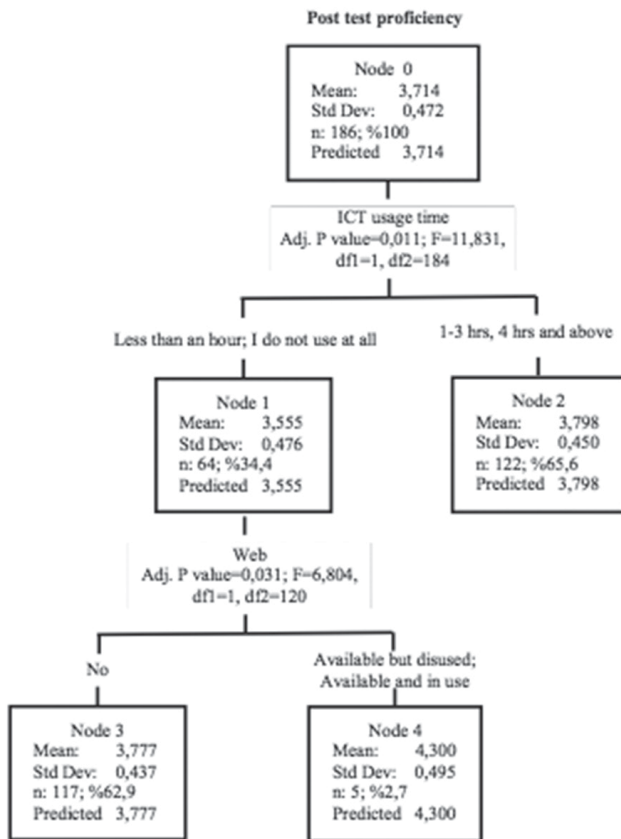 Post test proficiency
Node 0
Mean: 3,714
Std Dev: 0,472
n: 186; %100
Predicted 3,714
ICT usage time
Adj. P value=0,011; F=11,831,
df1=1, df2=184
Less than an hour; I do not use at all
1-3 hrs, 4 hrs and above
Node 1
Mean: 3,555
Std Dev: 0,476
n: 64; %34,4
Predicted 3,555
Node 2
Mean: 3,798
Std Dev: 0,450
n: 122; %65,6
Predicted 3,798
Web
Adj. P value=0,031; F=6,804,
df1=1, df2=120
No
Available but disused;
Available and in use
Node 3
Mean: 3,777
Std Dev: 0,437
n: 117; %62,9
Predicted 3,777
Node 4
Mean: 4,300
Std Dev: 0,495
n: 5; %2,7
Predicted 4,300